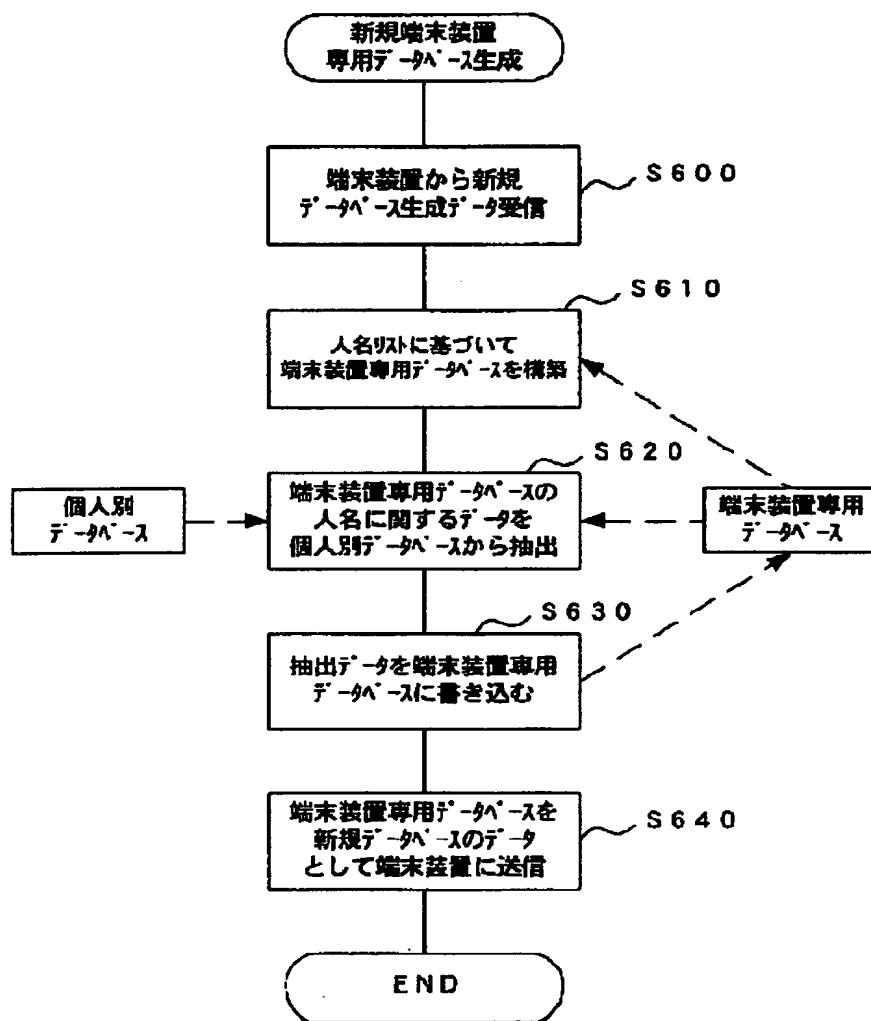 新規端末装置
専用ﾃﾞｰﾀﾍﾞｰｽ生成
端末装置から新規
ﾃﾞｰﾀﾍﾞｰｽ生成ﾃﾞｰﾀ受信
S600
人名ﾘｽﾄに基づいて
端末装置専用ﾃﾞｰﾀﾍﾞｰｽを構築
S610
個人別
ﾃﾞｰﾀﾍﾞｰｽ
端末装置専用ﾃﾞｰﾀﾍﾞｰｽの
人名に関するﾃﾞｰﾀを
個人別ﾃﾞｰﾀﾍﾞｰｽから抽出
S620
端末装置専用
ﾃﾞｰﾀﾍﾞｰｽ
抽出ﾃﾞｰﾀを端末装置専用
ﾃﾞｰﾀﾍﾞｰｽに書き込む
S630
端末装置専用ﾃﾞｰﾀﾍﾞｰｽを
新規ﾃﾞｰﾀﾍﾞｰｽのﾃﾞｰﾀ
として端末装置に送信
S640
END